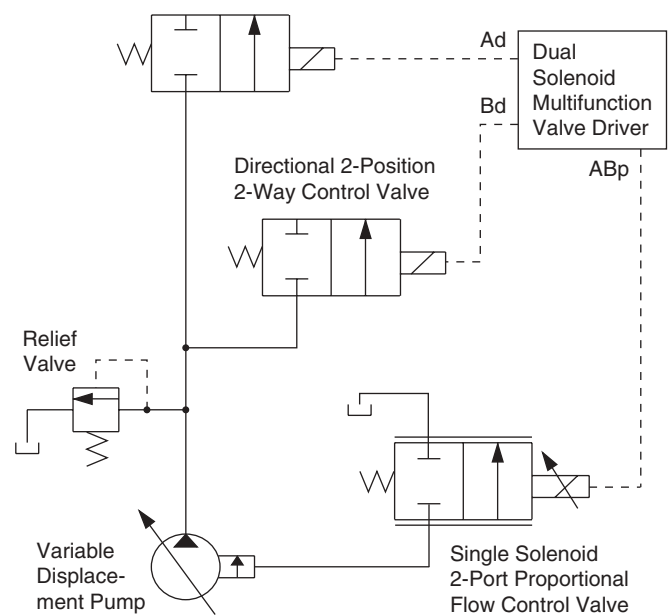 Ad
Dual
Solenoid
Multifunction
Valve Driver
Bd
ABp
Directional 2-Position
2-Way Control Valve
Relief
Valve
Variable
Displace-
ment Pump
Single Solenoid
2-Port Proportional
Flow Control Valve